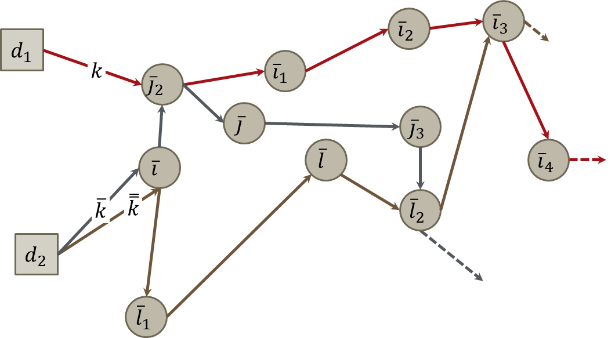 d₁
k
j̄₂
ῑ₁
ῑ₂
ῑ₃
j̄
j̄₃
ῑ
l̄
ῑ₄
k̄
k̿
l̄₂
d₂
l̄₁